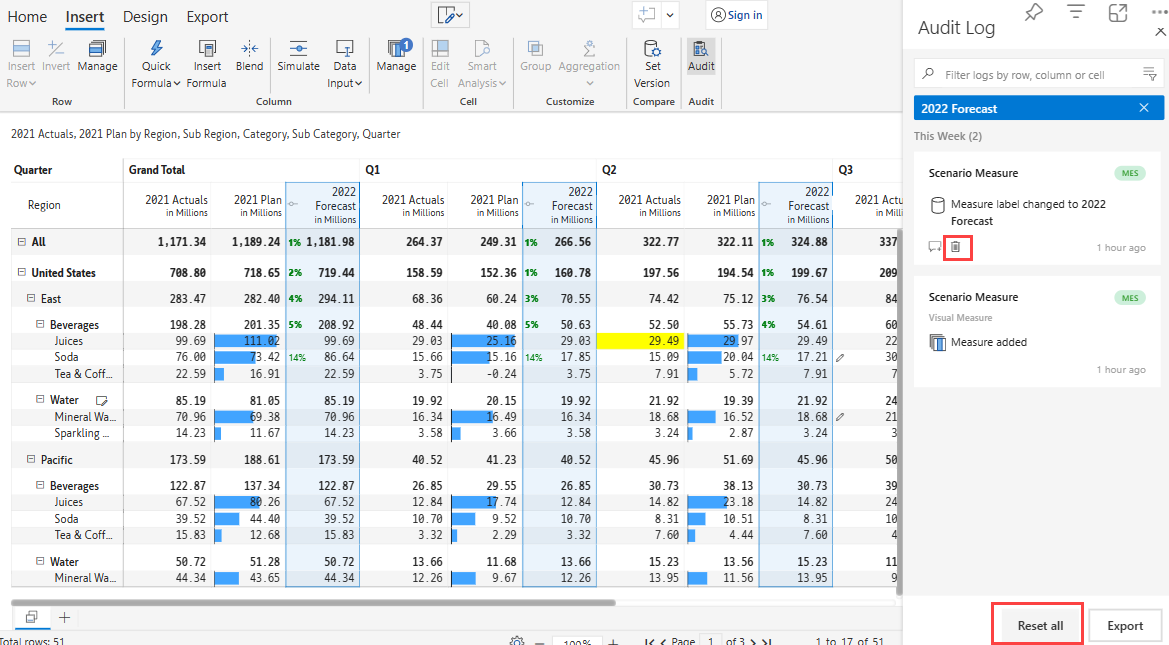 Home Insert Design Export
Sign in
Insert Row Invert Manage
Row
Quick Formula Insert Formula Blend Simulate Data Input
Column
Manage 1
Edit Cell Smart Analysis
Cell
Group Aggregation
Customize
Set Version
Compare
Audit
Audit
2021 Actuals, 2021 Plan by Region, Sub Region, Category, Sub Category, Quarter
Quarter Grand Total Q1 Q2 Q3
Region 2021 Actuals in Millions 2021 Plan in Millions 2022 Forecast in Millions 2021 Actuals in Millions 2021 Plan in Millions 2022 Forecast in Millions 2021 Actuals in Millions 2021 Plan in Millions 2022 Forecast in Millions 2021 Actu in Milli
All 1,171.34 1,189.24 1% 1,181.98 264.37 249.31 1% 266.56 322.77 322.11 1% 324.88 337
United States 708.80 718.65 2% 719.44 158.59 152.36 1% 160.78 197.56 194.54 1% 199.67 209
East 283.47 282.40 4% 294.11 68.36 60.24 3% 70.55 74.42 75.12 3% 76.54 84
Beverages 198.28 201.35 5% 208.92 48.44 40.08 5% 50.63 52.50 55.73 4% 54.61 60
Juices 99.69 111.02 99.69 29.03 25.16 29.03 29.49 29.97 29.49 22
Soda 76.00 73.42 14% 86.64 15.66 15.16 14% 17.85 15.09 20.04 14% 17.21 30
Tea & Coff... 22.59 16.91 22.59 3.75 -0.24 3.75 7.91 5.72 7.91 7
Water 85.19 81.05 85.19 19.92 20.15 19.92 21.92 19.39 21.92 24
Mineral Wa... 70.96 69.38 70.96 16.34 16.49 16.34 18.68 16.52 18.68 21
Sparkling ... 14.23 11.67 14.23 3.58 3.66 3.58 3.24 2.87 3.24 3
Pacific 173.59 188.61 173.59 40.52 41.23 40.52 45.96 51.69 45.96 50
Beverages 122.87 137.34 122.87 26.85 29.55 26.85 30.73 38.13 30.73 39
Juices 67.52 80.26 67.52 12.84 17.74 12.84 14.82 23.18 14.82 24
Soda 39.52 44.40 39.52 10.70 9.52 10.70 8.31 10.51 8.31 10
Tea & Coff... 15.83 12.68 15.83 3.32 2.29 3.32 7.60 4.44 7.60 4
Water 50.72 51.28 50.72 13.66 11.68 13.66 15.23 13.56 15.23 11
Mineral Wa... 44.34 43.65 44.34 12.26 9.67 12.26 13.95 11.56 13.95 9
Total rows: 51 100% Page 1 of 3 1 to 17 of 51
Audit Log
Filter logs by row, column or cell
2022 Forecast
This Week (2)
Scenario Measure MES
Measure label changed to 2022
Forecast
1 hour ago
Scenario Measure MES
Visual Measure
Measure added
1 hour ago
Reset all Export